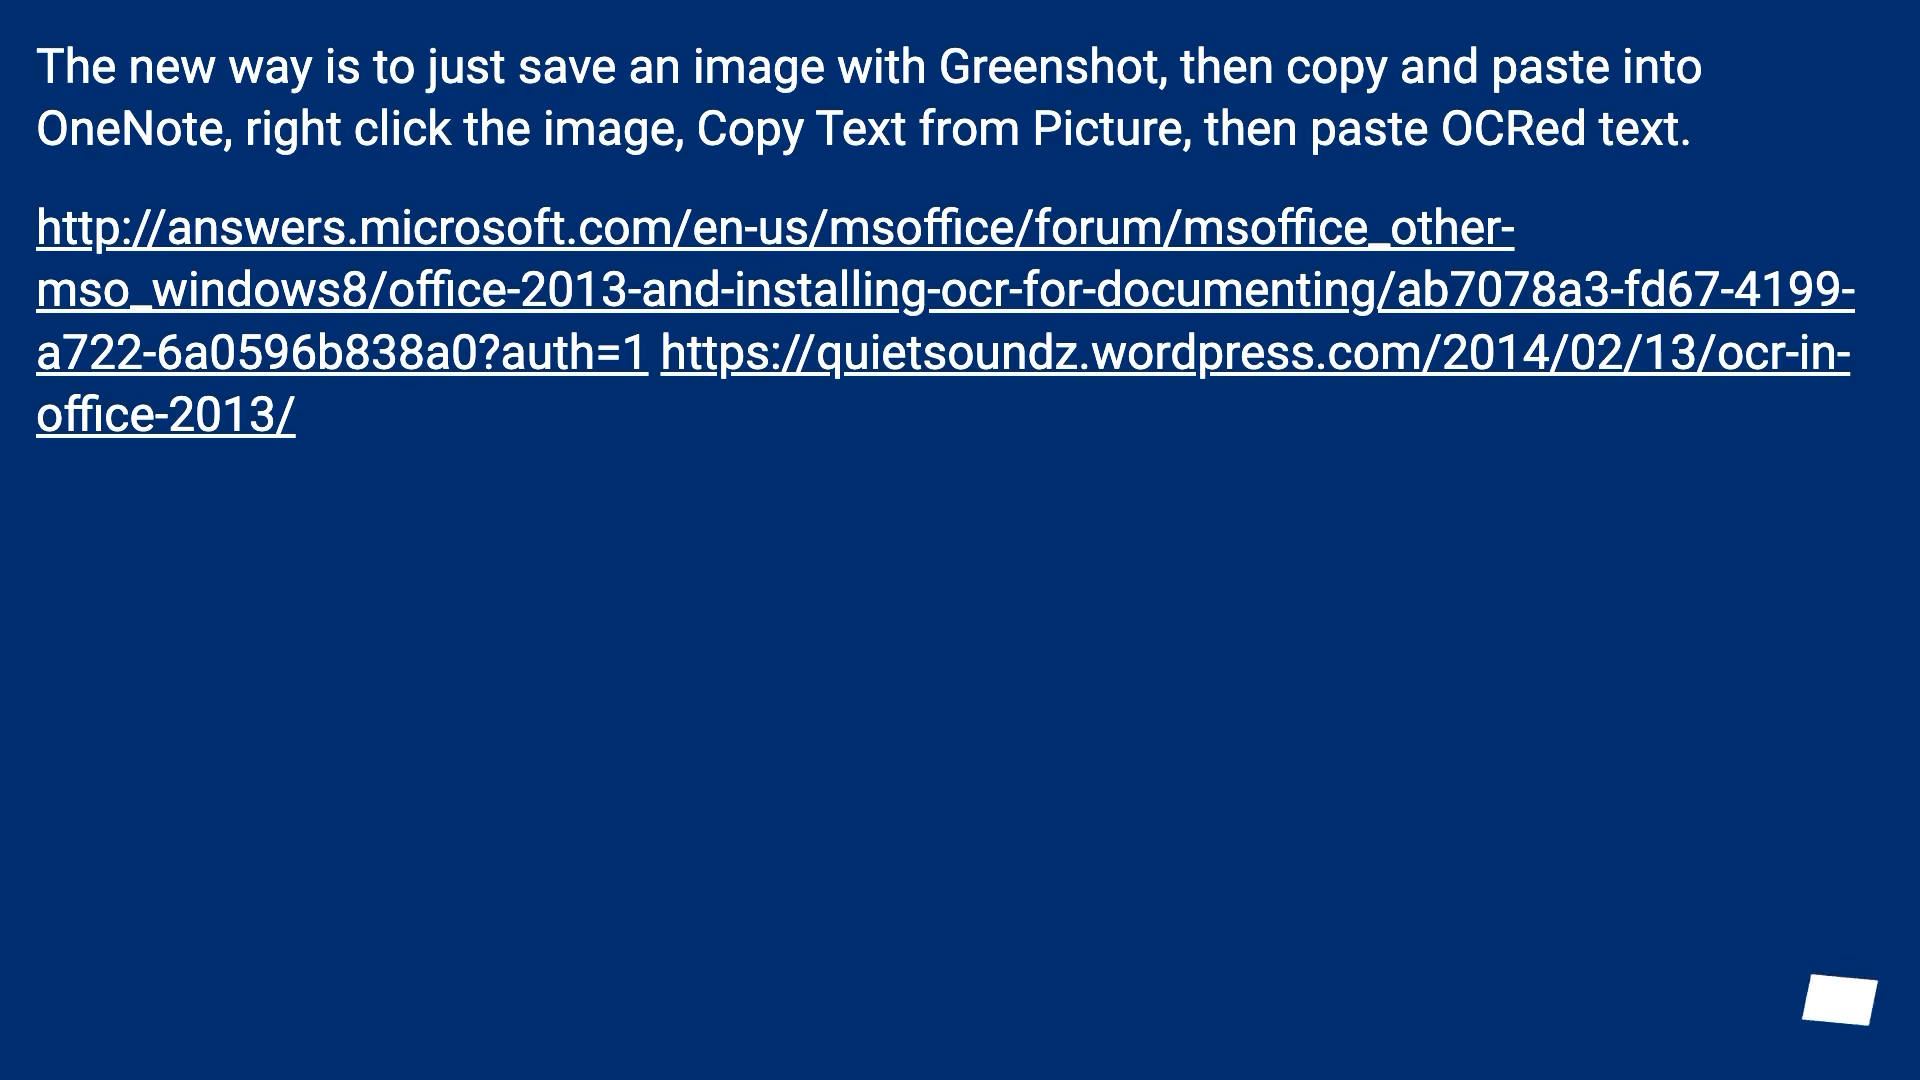 The new way is to just save an image with Greenshot, then copy and paste into
OneNote, right click the image, Copy Text from Picture, then paste OCRed text.
http://answers.microsoft.com/en-us/msoffice/forum/msoffice_other-
mso_windows8/office-2013-and-installing-ocr-for-documenting/ab7078a3-fd67-4199-
a722-6a0596b838a0?auth=1 https://quietsoundz.wordpress.com/2014/02/13/ocr-in-
office-2013/